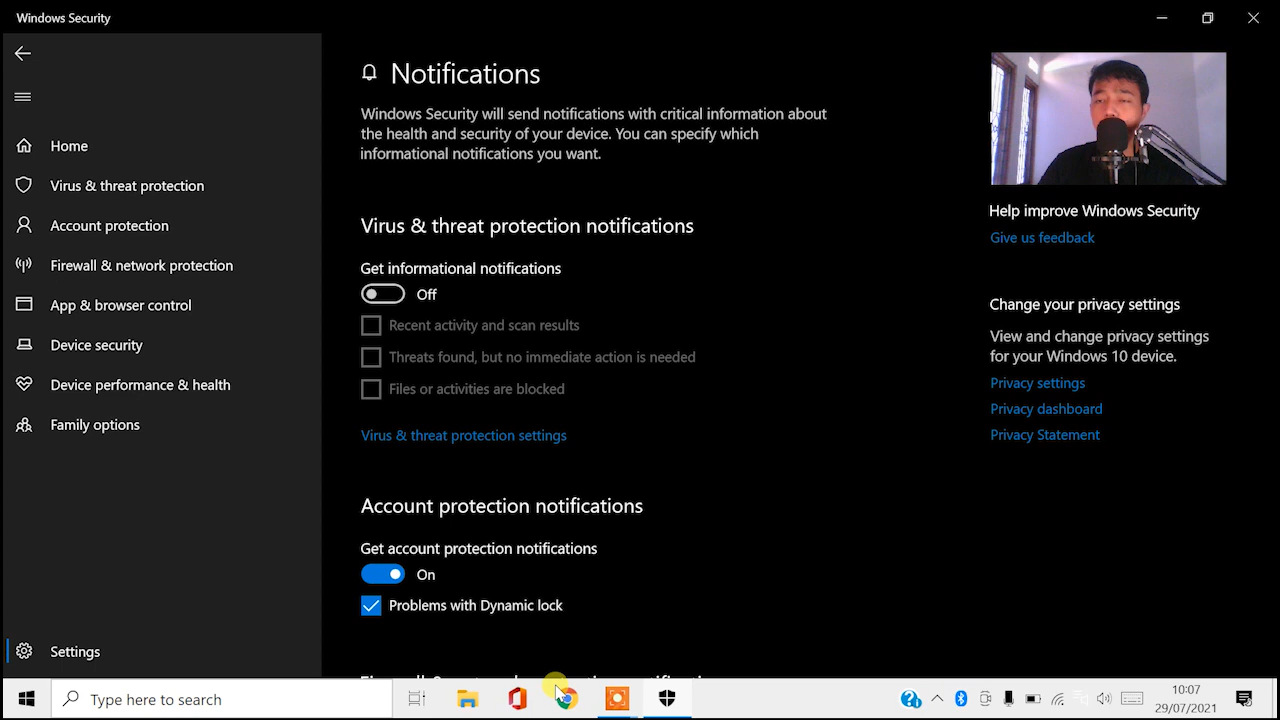 Windows Security
Notifications
Windows Security will send notifications with critical information about
the health and security of your device. You can specify which
informational notifications you want.
Home
Virus & threat protection
Account protection
Firewall & network protection
App & browser control
Device security
Device performance & health
Family options
Settings
Virus & threat protection notifications
Get informational notifications
Off
Recent activity and scan results
Threats found, but no immediate action is needed
Files or activities are blocked
Virus & threat protection settings
Account protection notifications
Get account protection notifications
On
Problems with Dynamic lock
Help improve Windows Security
Give us feedback
Change your privacy settings
View and change privacy settings
for your Windows 10 device.
Privacy settings
Privacy dashboard
Privacy Statement
Type here to search
10:07
29/07/2021